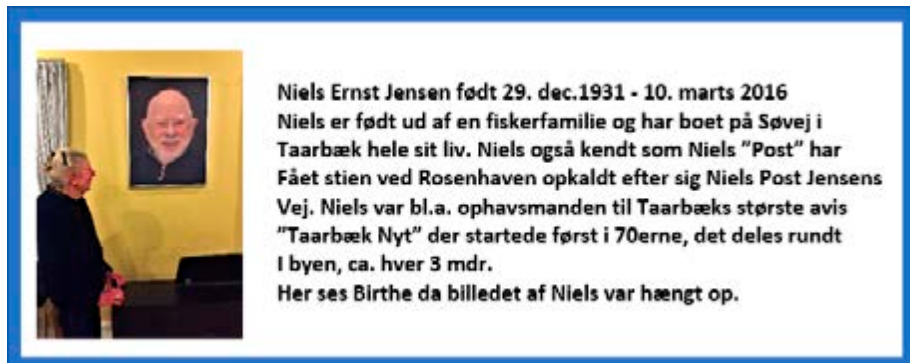 Niels Ernst Jensen født 29. dec.1931 - 10. marts 2016
Niels er født ud af en fiskerfamilie og har boet på Søvej i
Taarbæk hele sit liv. Niels også kendt som Niels ”Post” har
Fået stien ved Rosenhaven opkaldt efter sig Niels Post Jensens
Vej. Niels var bl.a. ophavsmanden til Taarbæks største avis
”Taarbæk Nyt” der startede først i 70erne, det deles rundt
I byen, ca. hver 3 mdr.
Her ses Birthe da billedet af Niels var hængt op.